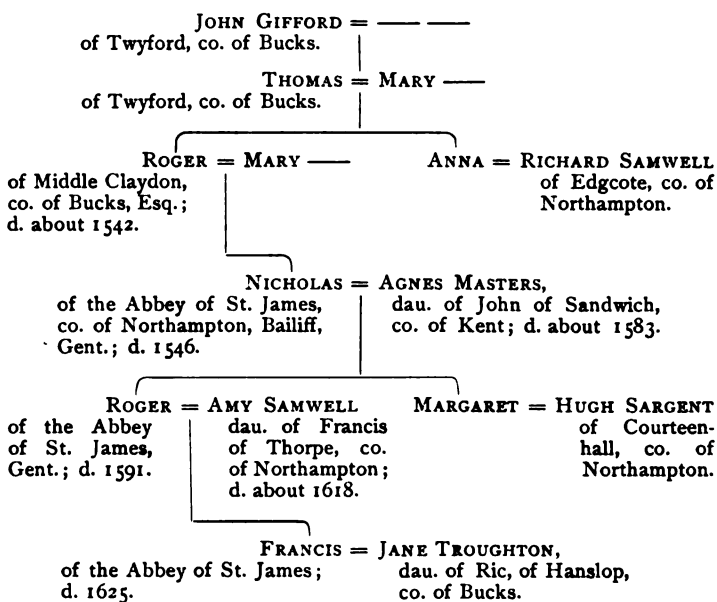 JOHN GIFFORD = — —
of Twyford, co. of Bucks.
THOMAS = MARY —
of Twyford, co. of Bucks.
ROGER = MARY —
of Middle Claydon,
co. of Bucks, Esq.;
d. about 1542.
ANNA = RICHARD SAMWELL
of Edgcote, co. of
Northampton.
NICHOLAS = AGNES MASTERS,
of the Abbey of St. James,
co. of Northampton, Bailiff,
Gent.; d. 1546.
dau. of John of Sandwich,
co. of Kent; d. about 1583.
ROGER = AMY SAMWELL
of the Abbey
of St. James,
Gent.; d. 1591.
dau. of Francis
of Thorpe, co.
of Northampton;
d. about 1618.
MARGARET = HUGH SARGENT
of Courteen-
hall, co. of
Northampton.
FRANCIS = JANE TROUGHTON,
of the Abbey of St. James;
d. 1625.
dau. of Ric, of Hanslop,
co. of Bucks.